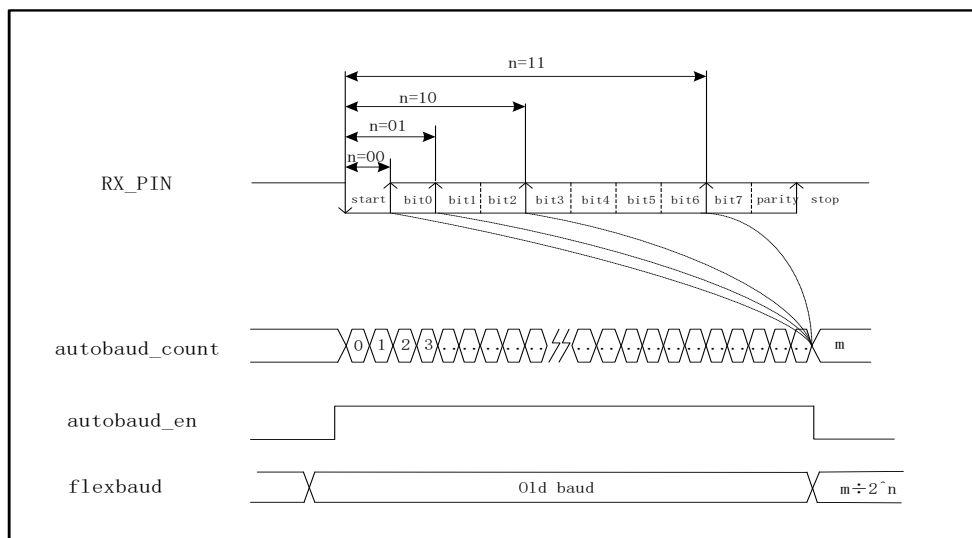 n=11
n=10
n=01
n=00
RX_PIN
start bit0 bit1 bit2 bit3 bit4 bit5 bit6 bit7 parity stop
autobaud_count 0 1 2 3 .. .. .. .. .. .. .. .. .. .. .. .. .. .. m
autobaud_en
flexbaud Old baud m÷2^n